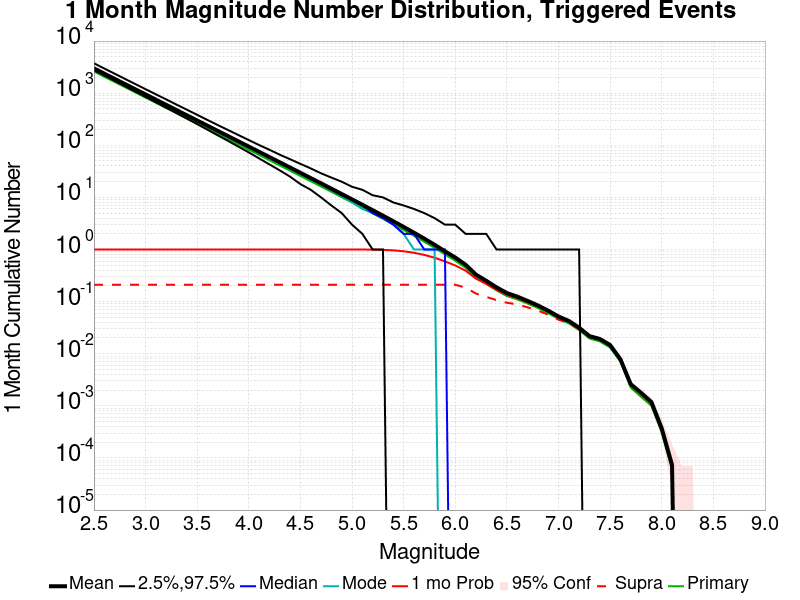 1 Month Magnitude Number Distribution, Triggered Events
10^4
10^3
10^2
10^1
10^0
10^-1
10^-2
10^-3
10^-4
10^-5
1 Month Cumulative Number
2.5 3.0 3.5 4.0 4.5 5.0 5.5 6.0 6.5 7.0 7.5 8.0 8.5 9.0
Magnitude
Mean 2.5%,97.5% Median Mode 1 mo Prob 95% Conf Supra Primary